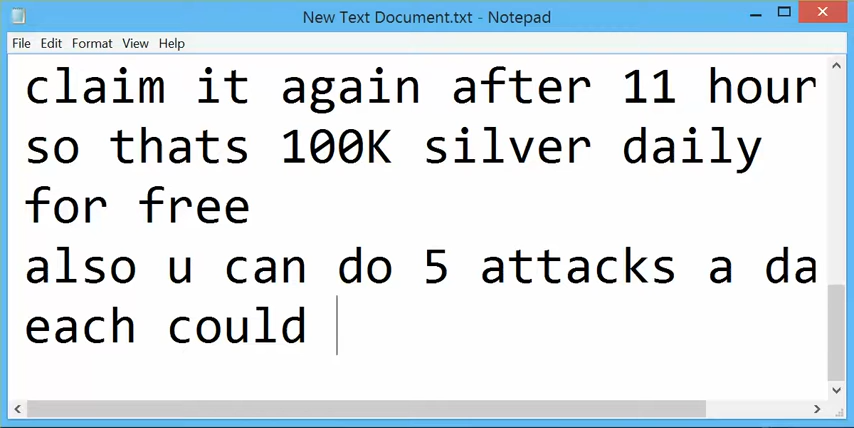 New Text Document.txt - Notepad
File Edit Format View Help
claim it again after 11 hour
so thats 100K silver daily
for free
also u can do 5 attacks a da
each could